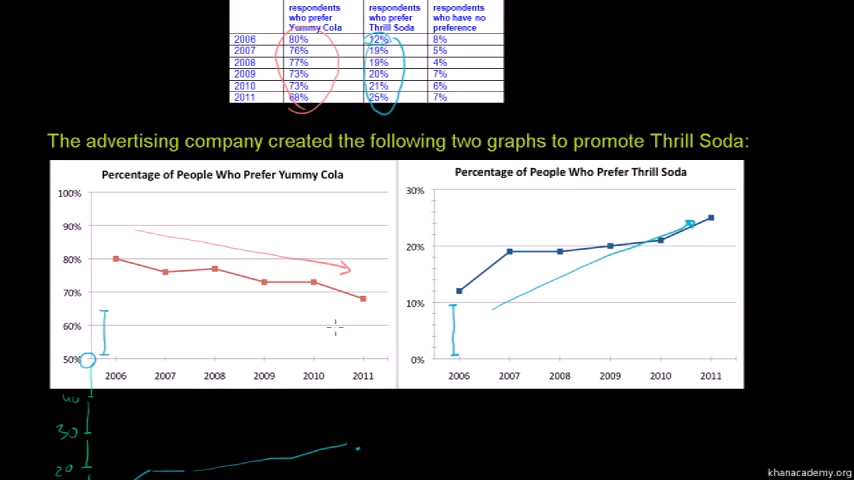 respondents who prefer Yummy Cola
respondents who prefer Thrill Soda
respondents who have no preference
2006 80% 12% 8%
2007 76% 19% 5%
2008 77% 19% 4%
2009 73% 20% 7%
2010 73% 21% 6%
2011 68% 25% 7%
The advertising company created the following two graphs to promote Thrill Soda:
Percentage of People Who Prefer Yummy Cola
100%
90%
80%
70%
60%
50%
2006 2007 2008 2009 2010 2011
Percentage of People Who Prefer Thrill Soda
30%
20%
10%
0%
2006 2007 2008 2009 2010 2011
40
30
20
khanacademy.org